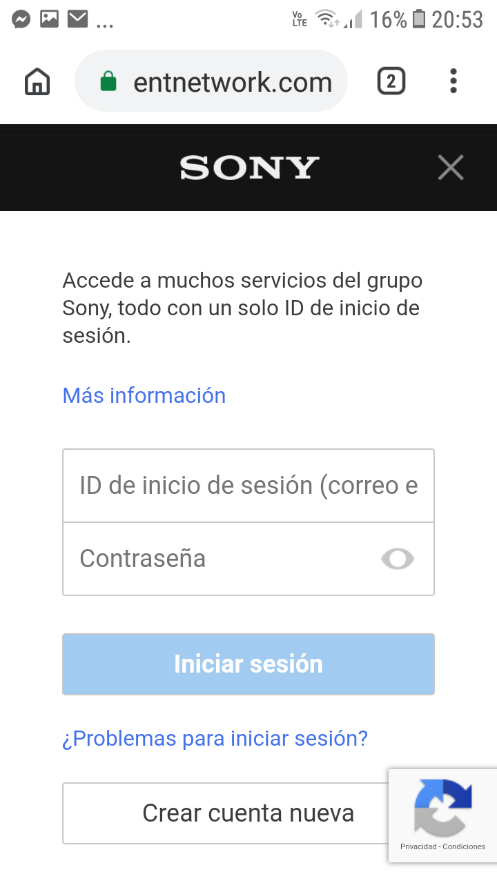 ... Vo LTE 16% 20:53
entnetwork.com 2
SONY
Accede a muchos servicios del grupo
Sony, todo con un solo ID de inicio de
sesión.
Más información
ID de inicio de sesión (correo e
Contraseña
Iniciar sesión
¿Problemas para iniciar sesión?
Crear cuenta nueva
Privacidad - Condiciones